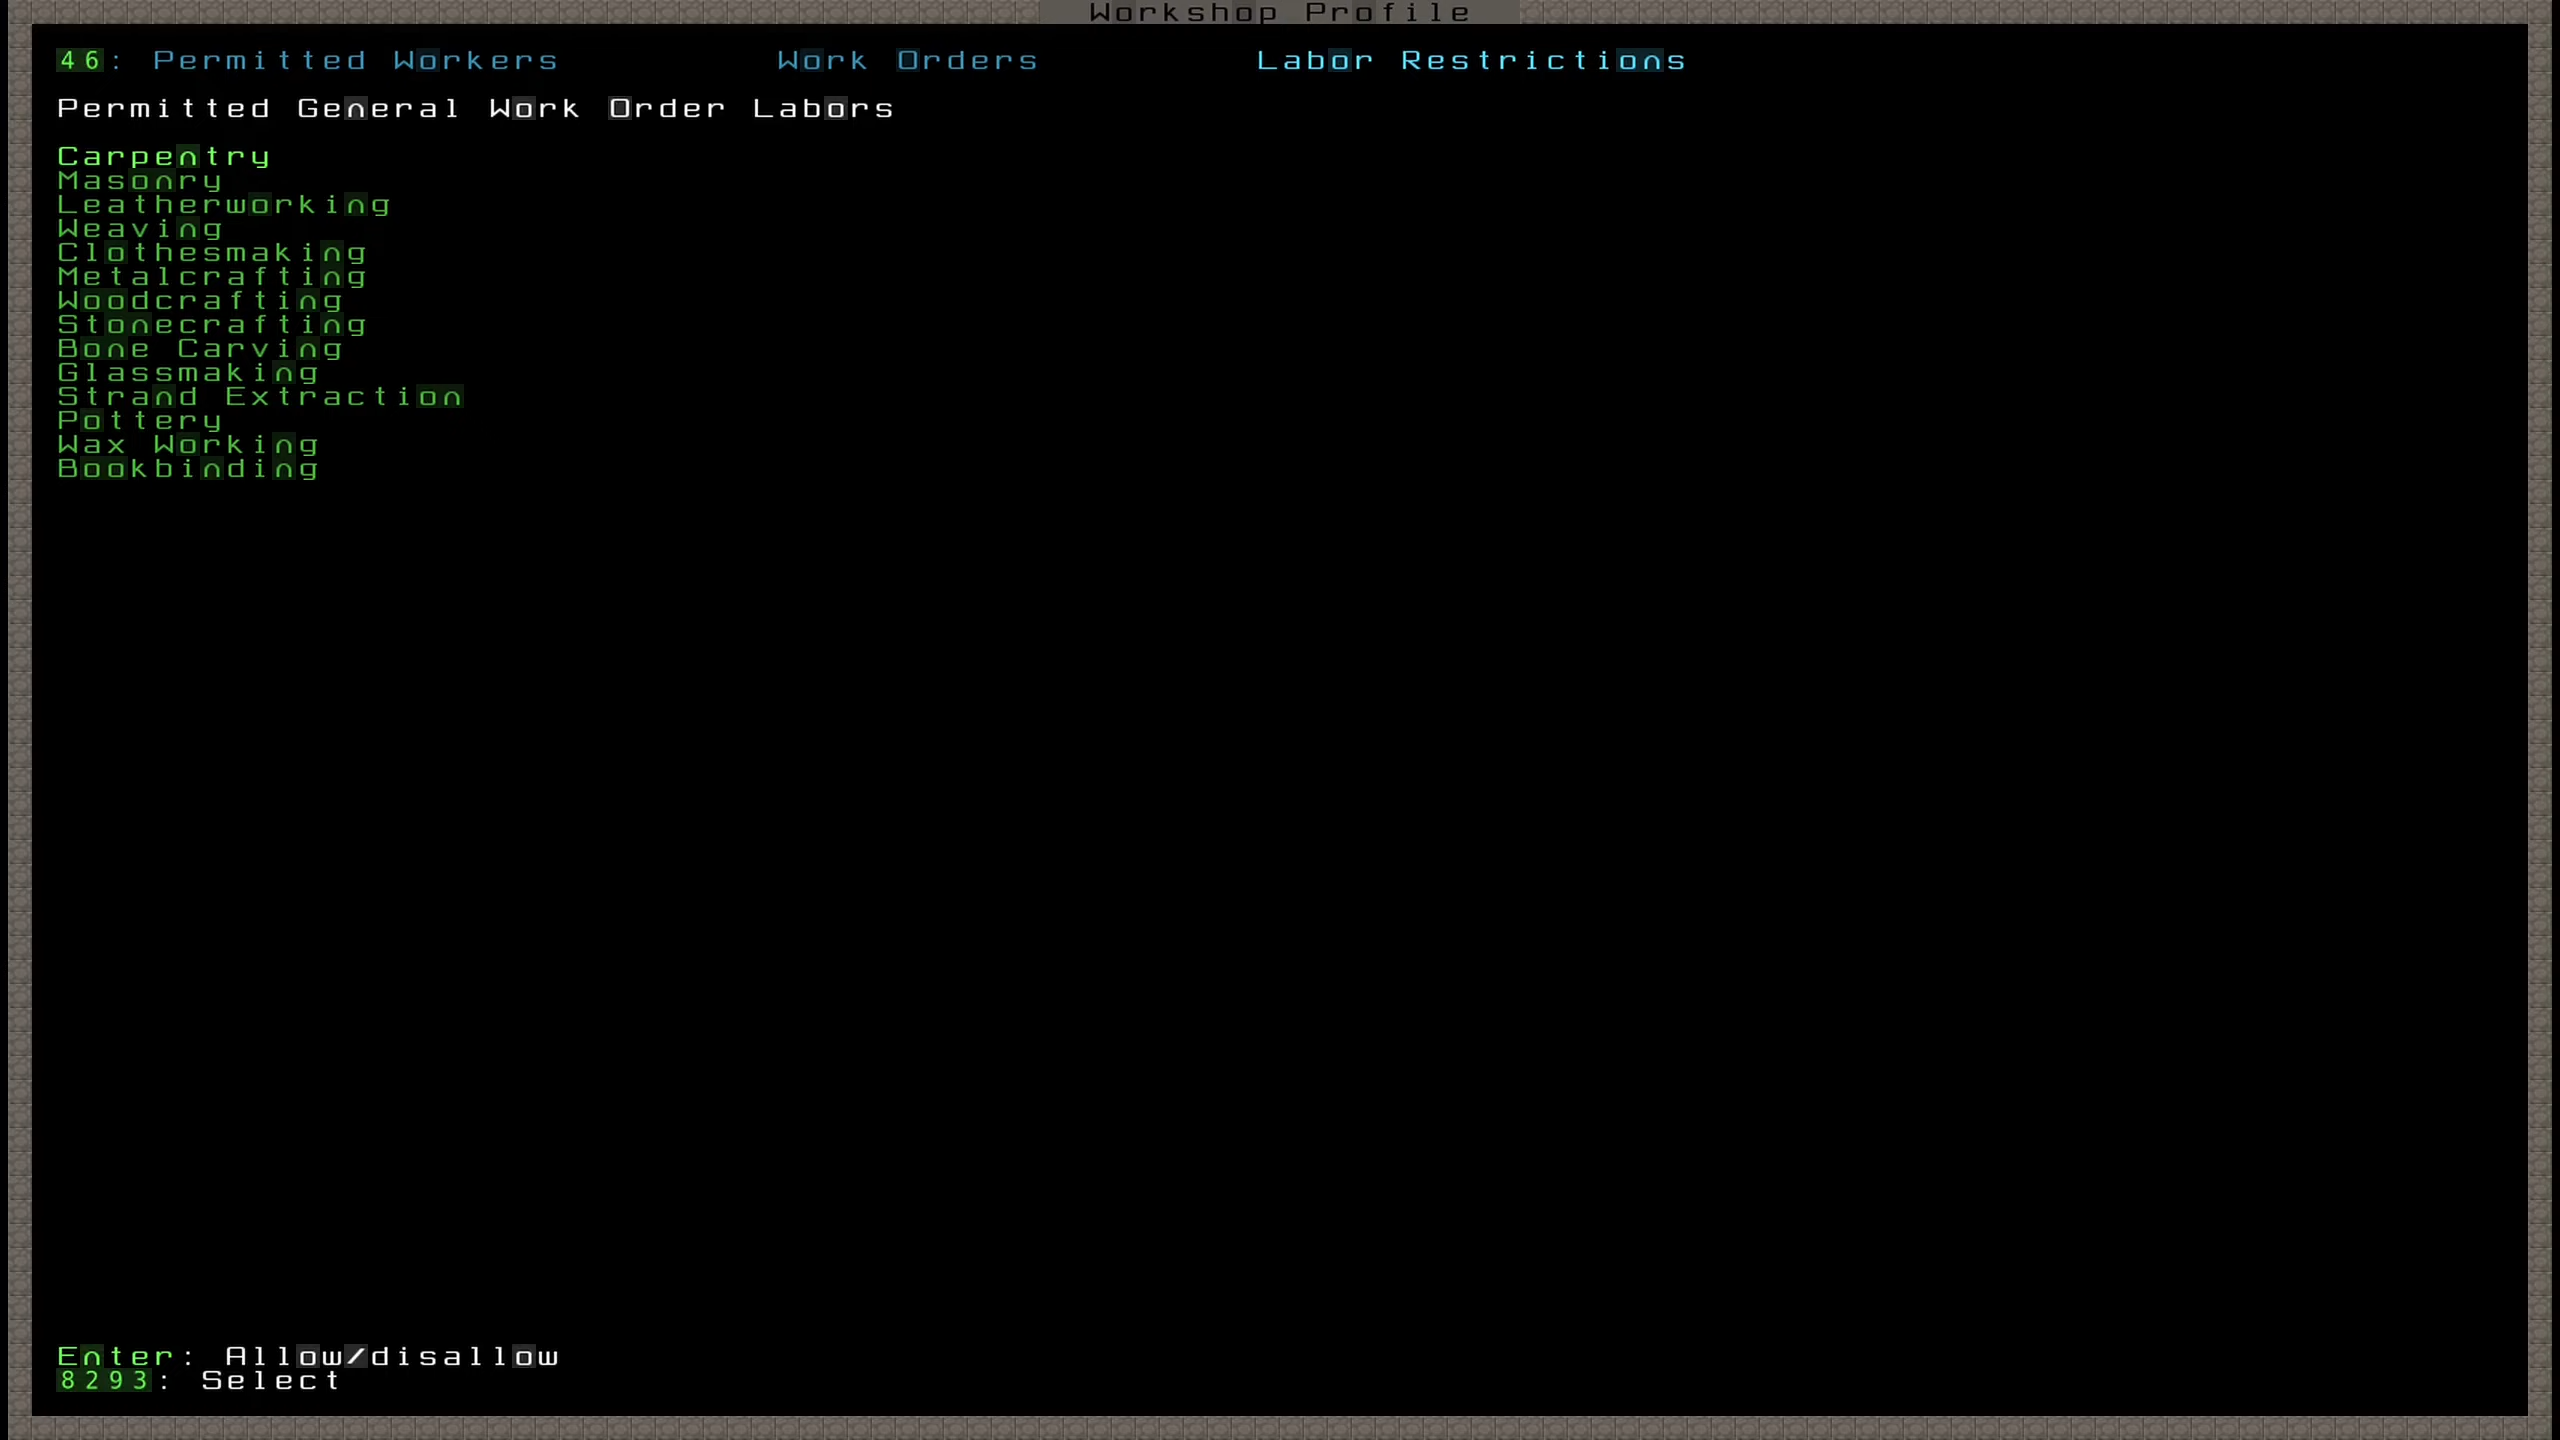 Workshop Profile
46: Permitted Workers Work Orders Labor Restrictions
Permitted General Work Order Labors
Carpentry
Masonry
Leatherworking
Weaving
Clothesmaking
Metalcrafting
Woodcrafting
Stonecrafting
Bone Carving
Glassmaking
Strand Extraction
Pottery
Wax Working
Bookbinding
Enter: Allow/disallow
8293: Select